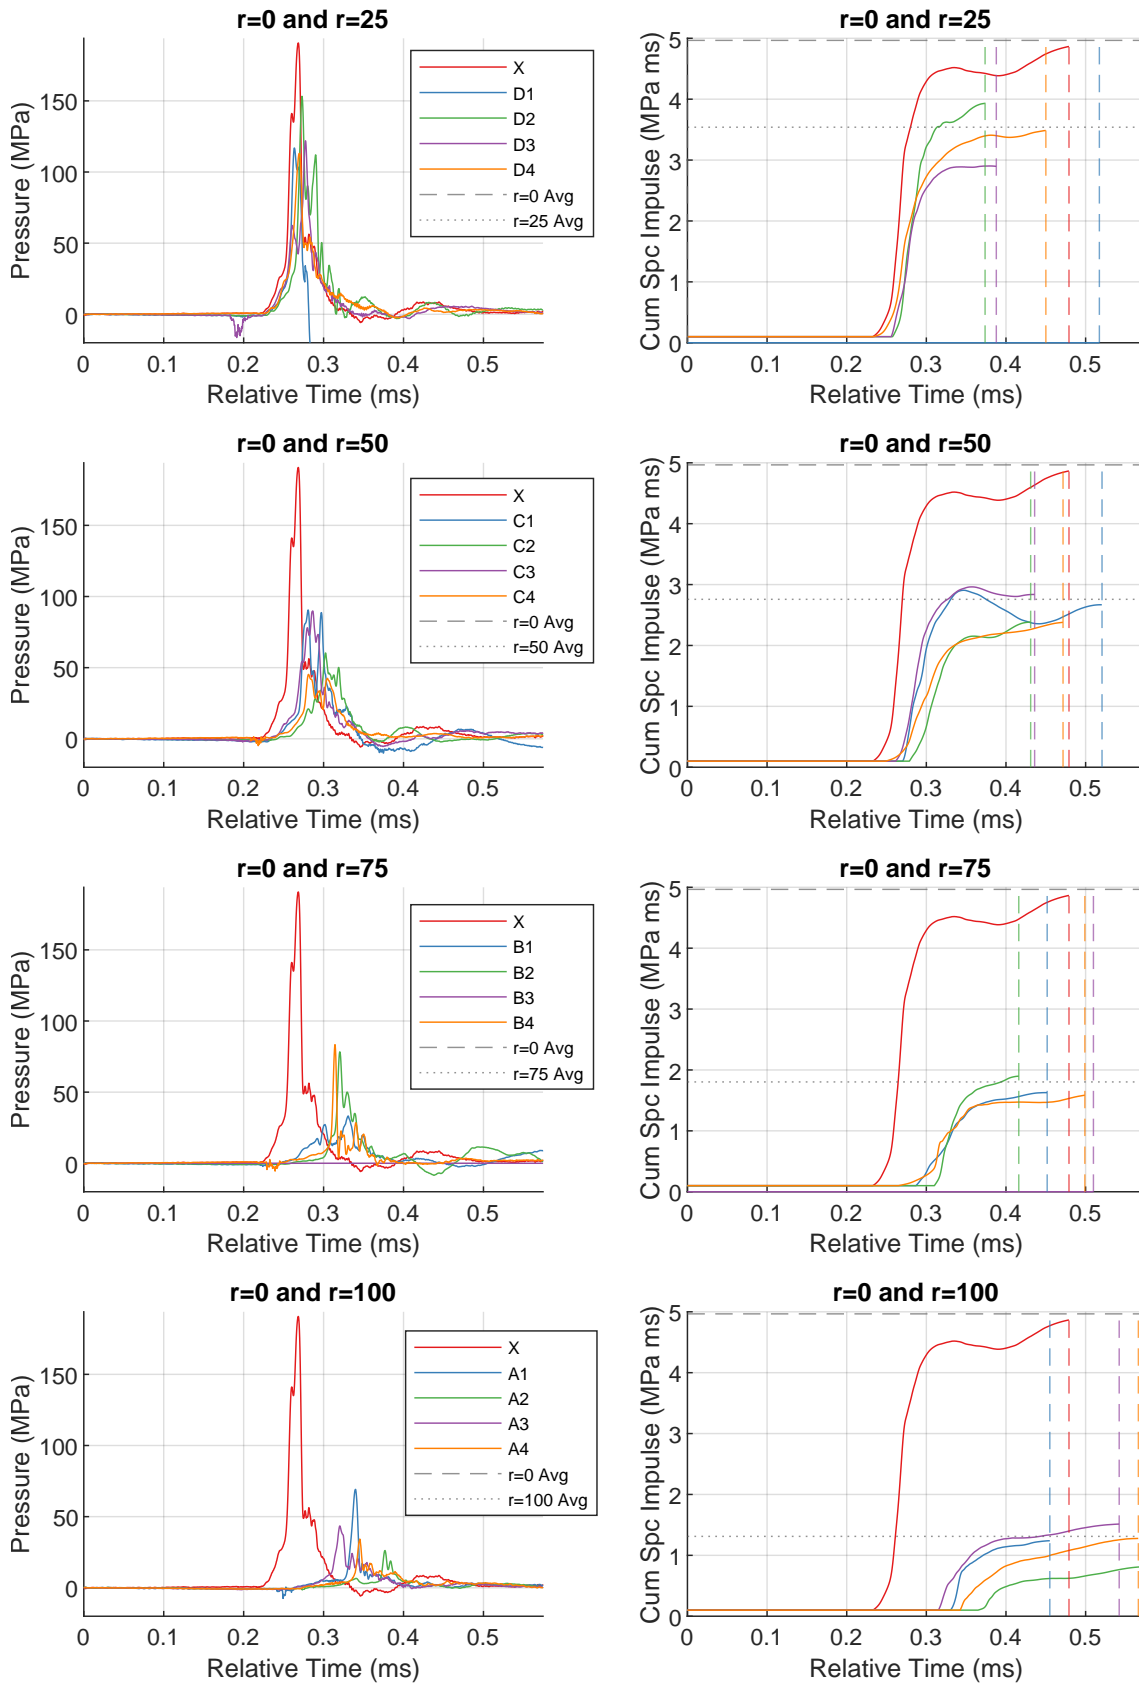 r=0 and r=25
Pressure (MPa)
150
100
50
0
0 0.1 0.2 0.3 0.4 0.5
Relative Time (ms)
X
D1
D2
D3
D4
r=0 Avg
r=25 Avg
r=0 and r=25
Cum Spc Impulse (MPa ms)
5
4
3
2
1
0
0 0.1 0.2 0.3 0.4 0.5
Relative Time (ms)
r=0 and r=50
Pressure (MPa)
150
100
50
0
0 0.1 0.2 0.3 0.4 0.5
Relative Time (ms)
X
C1
C2
C3
C4
r=0 Avg
r=50 Avg
r=0 and r=50
Cum Spc Impulse (MPa ms)
5
4
3
2
1
0
0 0.1 0.2 0.3 0.4 0.5
Relative Time (ms)
r=0 and r=75
Pressure (MPa)
150
100
50
0
0 0.1 0.2 0.3 0.4 0.5
Relative Time (ms)
X
B1
B2
B3
B4
r=0 Avg
r=75 Avg
r=0 and r=75
Cum Spc Impulse (MPa ms)
5
4
3
2
1
0
0 0.1 0.2 0.3 0.4 0.5
Relative Time (ms)
r=0 and r=100
Pressure (MPa)
150
100
50
0
0 0.1 0.2 0.3 0.4 0.5
Relative Time (ms)
X
A1
A2
A3
A4
r=0 Avg
r=100 Avg
r=0 and r=100
Cum Spc Impulse (MPa ms)
5
4
3
2
1
0
0 0.1 0.2 0.3 0.4 0.5
Relative Time (ms)